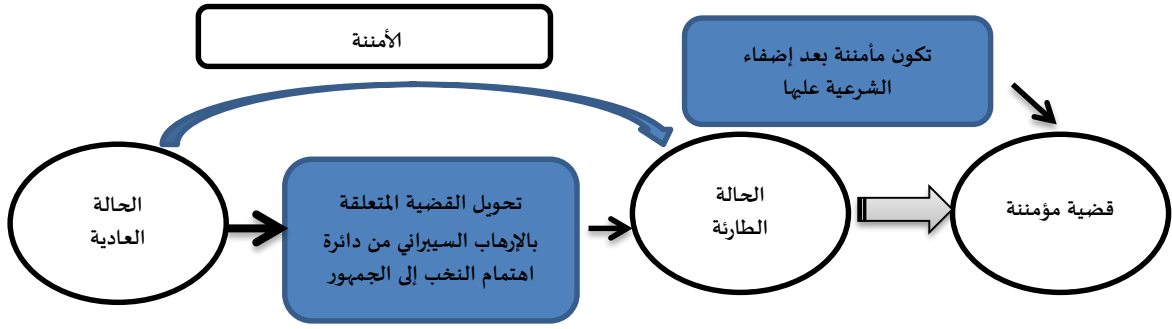 الأمننة
تكون مأمننة بعد إضفاء
الشرعية عليها
الحالة
العادية
تحويل القضية المتعلقة
بالإرهاب السيبراني من دائرة
اهتمام النخب إلى الجمهور
الحالة
الطارئة
قضية مؤمننة